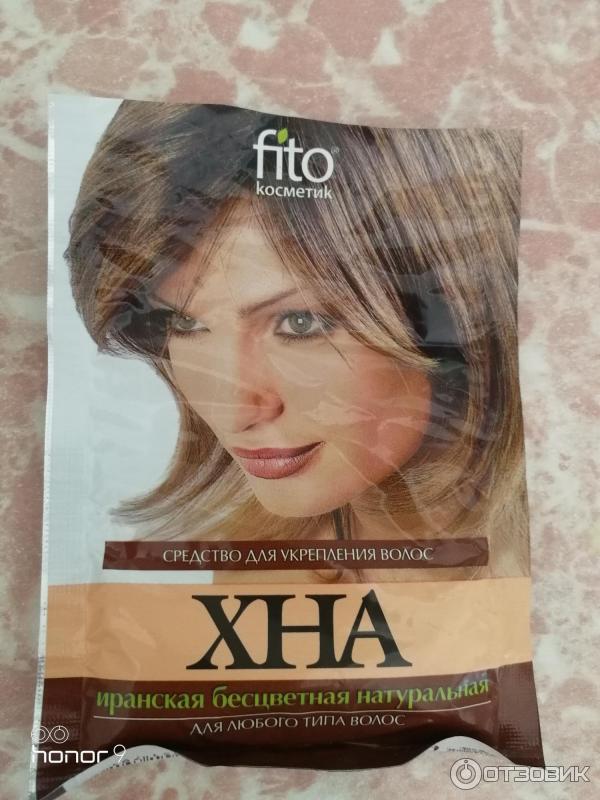 fito®
косметик
СРЕДСТВО ДЛЯ УКРЕПЛЕНИЯ ВОЛОС
ХНА
иранская бесцветная натуральная
ДЛЯ ЛЮБОГО ТИПА ВОЛОС
honor 9
ОТЗОВИК